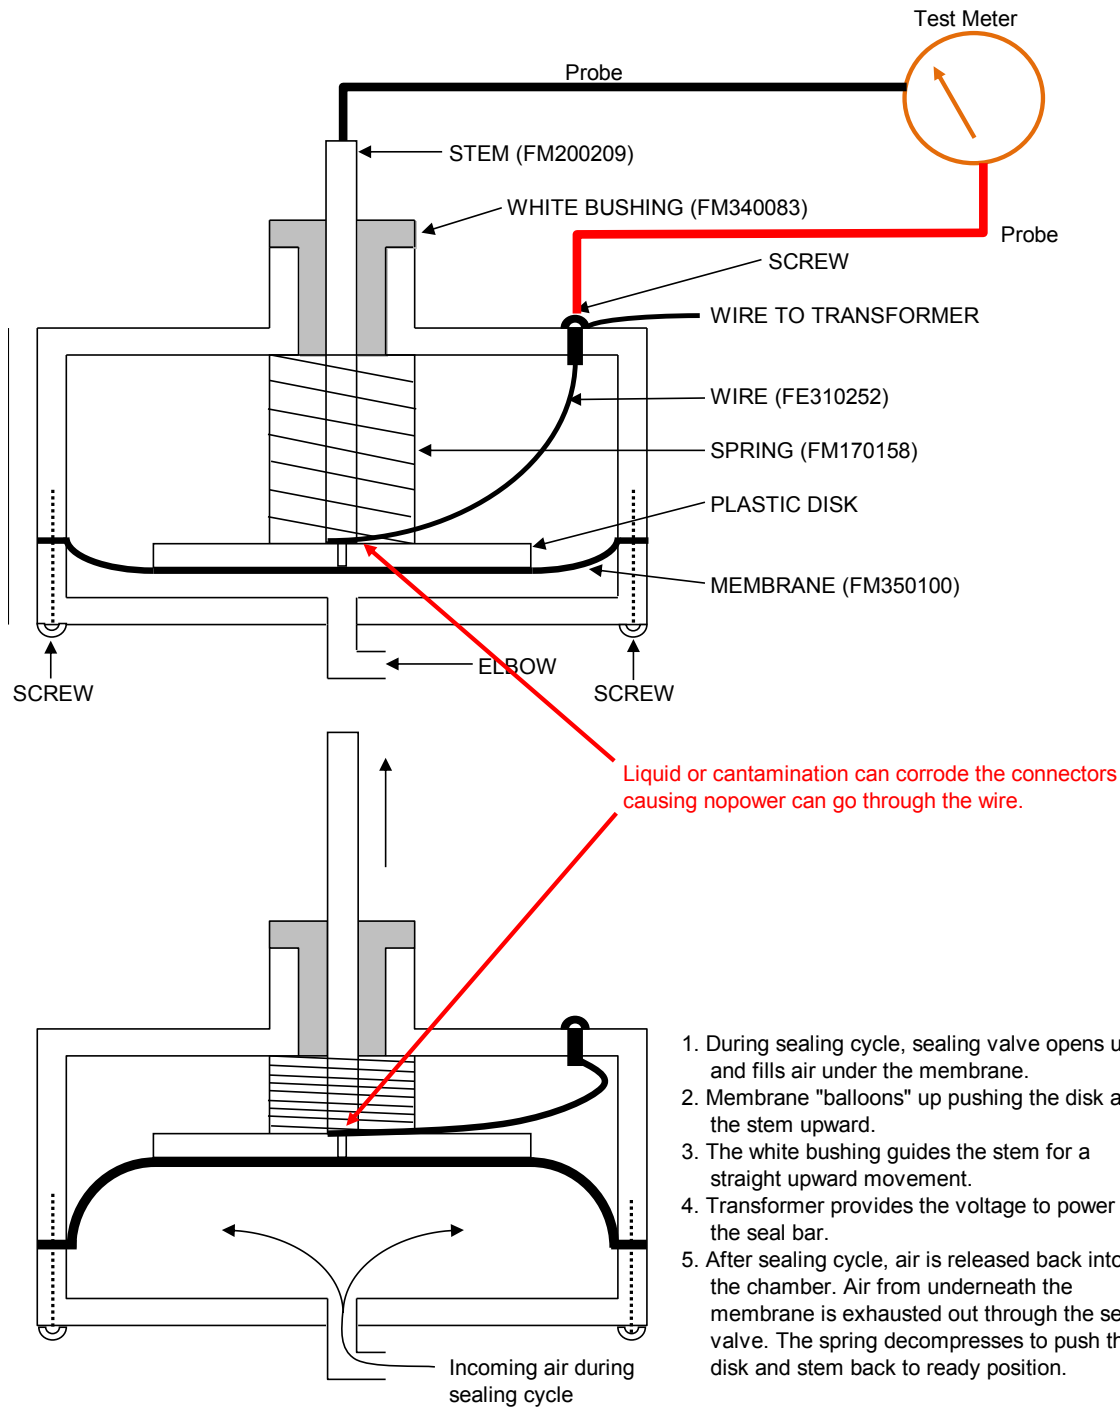 Test Meter
Probe
STEM (FM200209)
WHITE BUSHING (FM340083)
Probe
SCREW
WIRE TO TRANSFORMER
WIRE (FE310252)
SPRING (FM170158)
PLASTIC DISK
MEMBRANE (FM350100)
ELBOW
SCREW
SCREW
Liquid or cantamination can corrode the connectors
causing nopower can go through the wire.
1. During sealing cycle, sealing valve opens u
and fills air under the membrane.
2. Membrane "balloons" up pushing the disk a
the stem upward.
3. The white bushing guides the stem for a
straight upward movement.
4. Transformer provides the voltage to power
the seal bar.
5. After sealing cycle, air is released back into
the chamber. Air from underneath the
membrane is exhausted out through the se
valve. The spring decompresses to push th
disk and stem back to ready position.
Incoming air during
sealing cycle